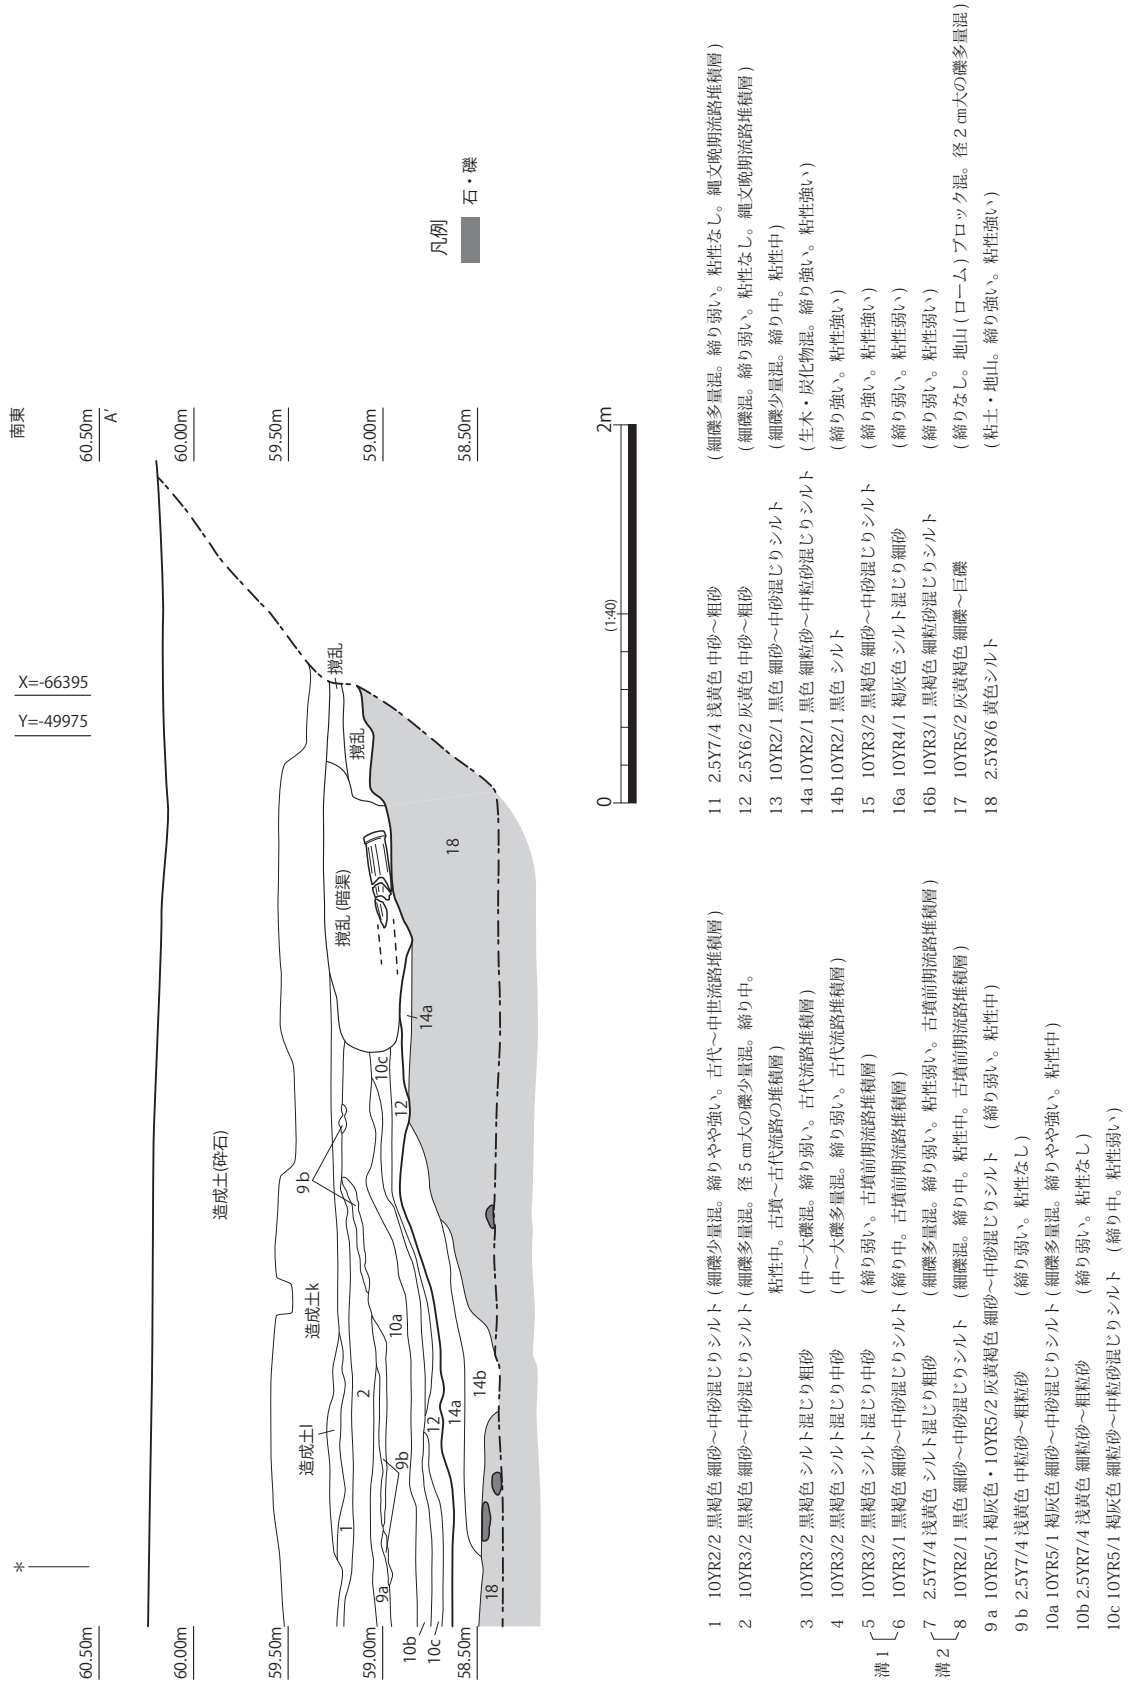 南東
60.50m
A′
60.00m
59.50m
59.00m
58.50m
X=-66395
Y=-49975
*
60.50m
60.00m
59.50m
59.00m
58.50m
造成土(砕石)
造成土k
造成土l
撹乱
撹乱
撹乱 (暗渠)
1
2
9a
9b
9 b
10a
10b
10c
10c
12
12
14a
14a
14b
18
18
凡例
石・礫
0
(1:40)
2m
1 10YR2/2 黒褐色 細砂～中砂混じりシルト ( 細礫少量混。締りやや強い。古代～中世流路堆積層 )
2 10YR3/2 黒褐色 細砂～中砂混じりシルト ( 細礫多量混。径 5 ㎝大の礫少量混。締り中。
粘性中。古墳～古代流路の堆積層 )
3 10YR3/2 黒褐色 シルト混じり粗砂 ( 中～大礫混。締り弱い。古代流路堆積層 )
4 10YR3/2 黒褐色 シルト混じり中砂 ( 中～大礫多量混。締り弱い。古代流路堆積層 )
溝 1
5 10YR3/2 黒褐色 シルト混じり中砂 ( 締り弱い。古墳前期流路堆積層 )
6 10YR3/1 黒褐色 細砂～中砂混じりシルト ( 締り中。古墳前期流路堆積層 )
溝 2
7 2.5Y7/4 浅黄色 シルト混じり粗砂 ( 細礫多量混。締り弱い。粘性弱い。古墳前期流路堆積層 )
8 10YR2/1 黒色 細砂～中砂混じりシルト ( 細礫混。締り中。粘性中。古墳前期流路堆積層 )
9 a 10YR5/1 褐灰色・10YR5/2 灰黄褐色 細砂～中砂混じりシルト ( 締り弱い。粘性中 )
9 b 2.5Y7/4 浅黄色 中粒砂～粗粒砂 ( 締り弱い。粘性なし )
10a 10YR5/1 褐灰色 細砂～中砂混じりシルト ( 細礫多量混。締りやや強い。粘性中 )
10b 2.5YR7/4 浅黄色 細粒砂～粗粒砂 ( 締り弱い。粘性なし )
10c 10YR5/1 褐灰色 細粒砂～中粒砂混じりシルト ( 締り中。粘性弱い )
11 2.5Y7/4 浅黄色 中砂～粗砂 ( 細礫多量混。締り弱い。粘性なし。縄文晩期流路堆積層 )
12 2.5Y6/2 灰黄色 中砂～粗砂 ( 細礫混。締り弱い。粘性なし。縄文晩期流路堆積層 )
13 10YR2/1 黒色 細砂～中砂混じりシルト ( 細礫少量混。締り中。粘性中 )
14a 10YR2/1 黒色 細粒砂～中粒砂混じりシルト ( 生木・炭化物混。締り強い。粘性強い )
14b 10YR2/1 黒色 シルト ( 締り強い。粘性強い )
15 10YR3/2 黒褐色 細砂～中砂混じりシルト ( 締り強い。粘性強い )
16a 10YR4/1 褐灰色 シルト混じり細砂 ( 締り弱い。粘性弱い )
16b 10YR3/1 黒褐色 細粒砂混じりシルト ( 締り弱い。粘性弱い )
17 10YR5/2 灰黄褐色 細礫～巨礫 ( 締りなし。地山 ( ローム ) ブロック混。径 2 ㎝大の礫多量混 )
18 2.5Y8/6 黄色シルト ( 粘土・地山。締り強い。粘性強い )